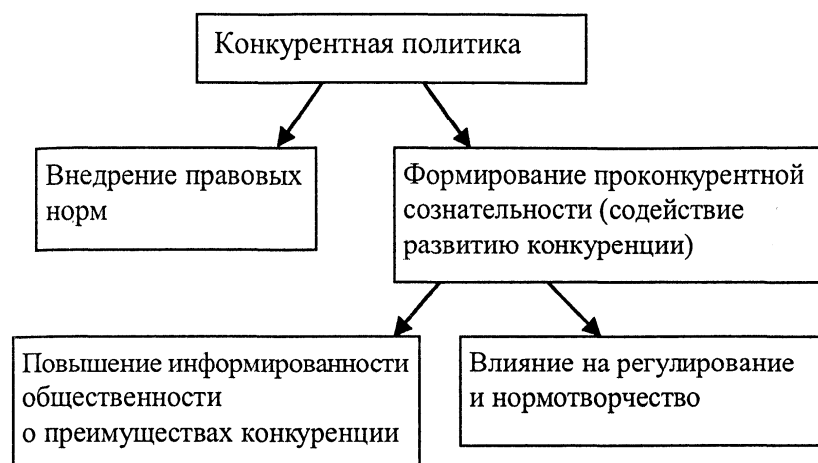 Конкурентная политика
Внедрение правовых
норм
Формирование проконкурентной
сознательности (содействие
развитию конкуренции)
Повышение информированности
общественности
о преимуществах конкуренции
Влияние на регулирование
и нормотворчество